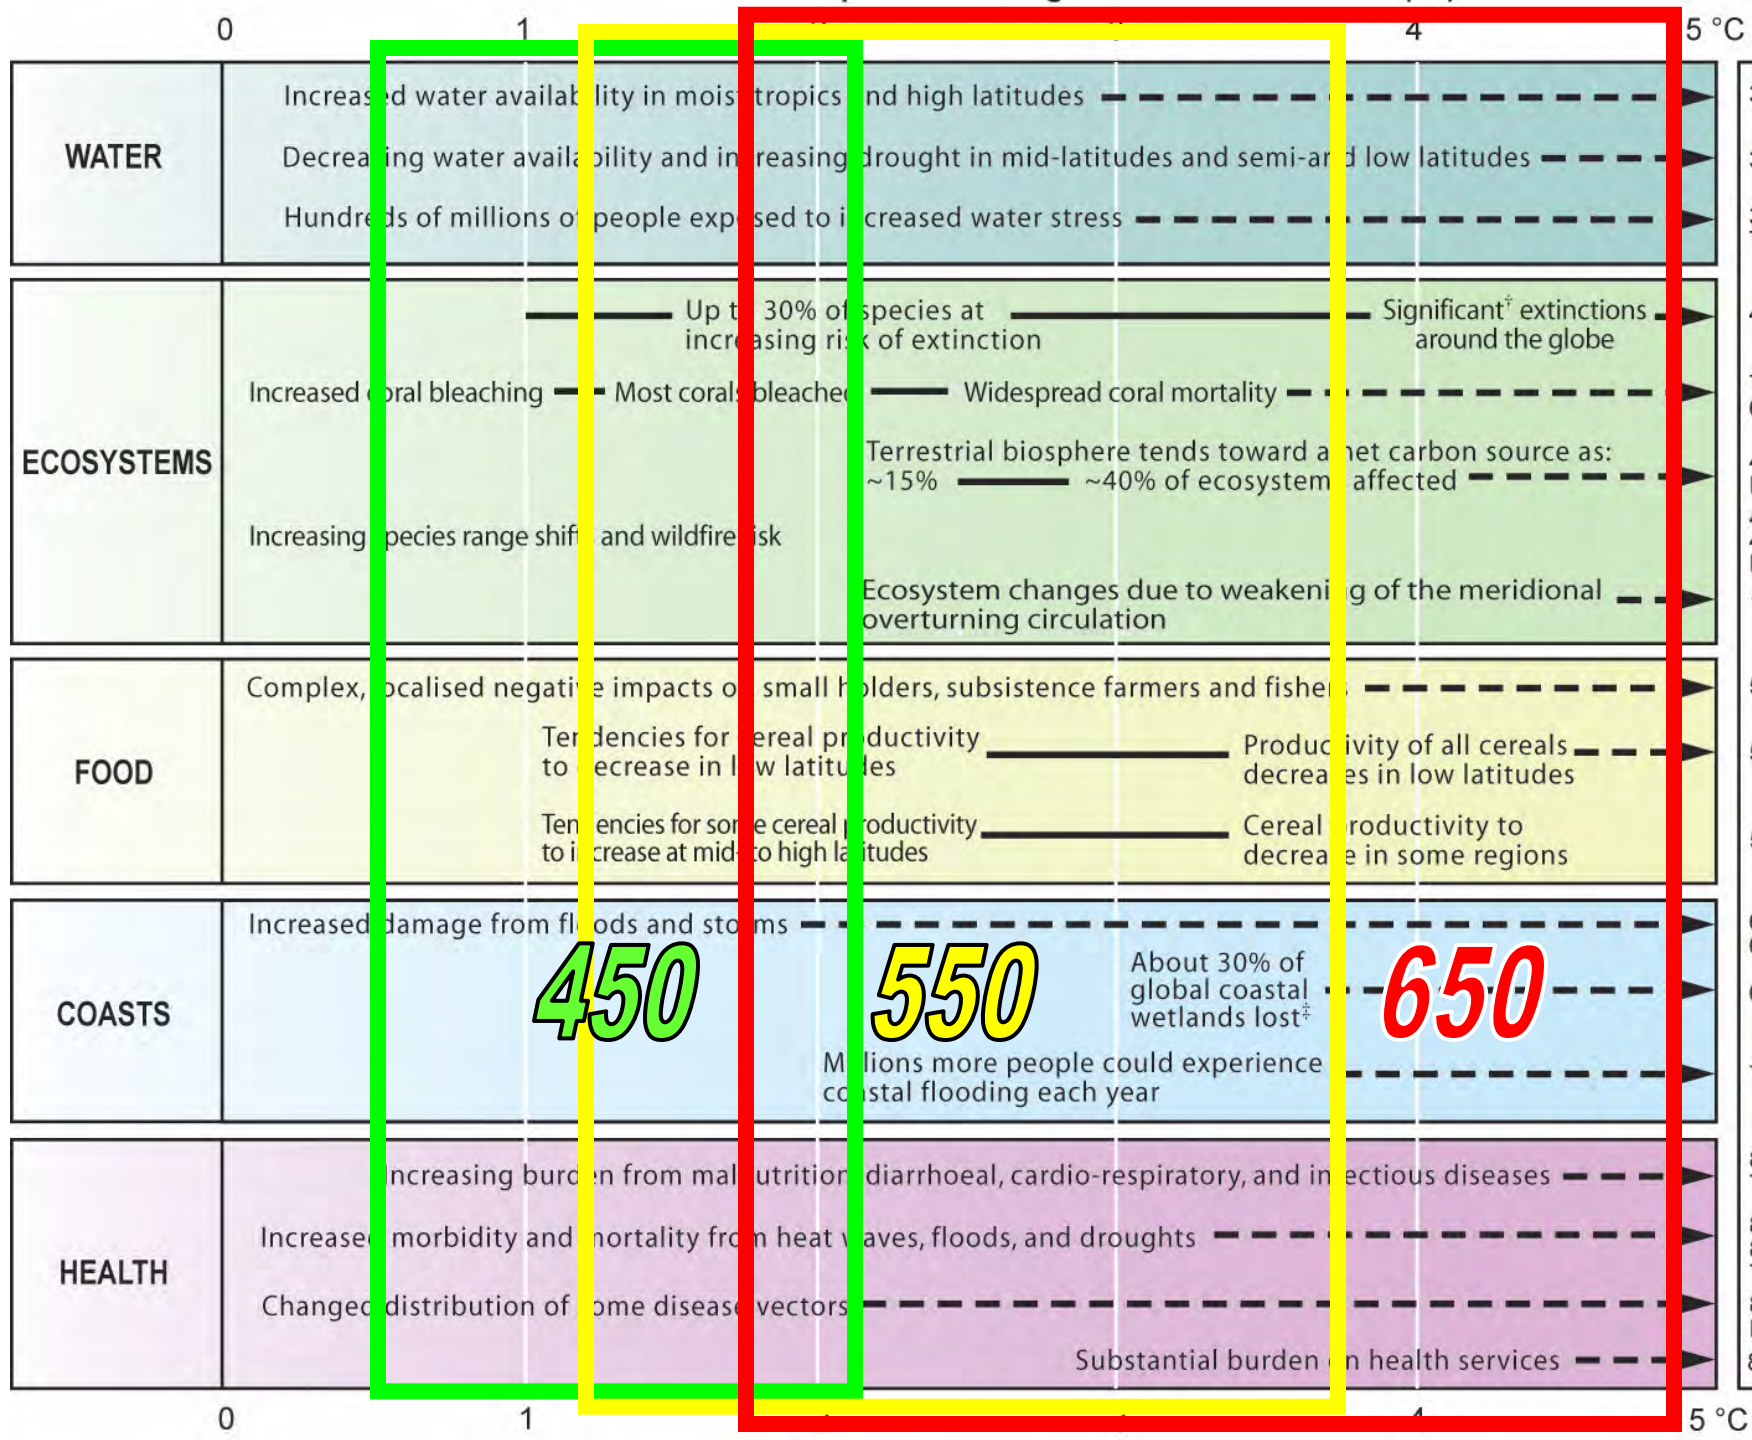 0 1 4 5 °C
WATER
Increased water availability in moist tropics and high latitudes
Decreasing water availability and increasing drought in mid-latitudes and semi-arid low latitudes
Hundreds of millions of people exposed to increased water stress
ECOSYSTEMS
Up to 30% of species at
increasing risk of extinction
Significant† extinctions
around the globe
Increased coral bleaching Most corals bleached Widespread coral mortality
Terrestrial biosphere tends toward a net carbon source as:
~15% ~40% of ecosystems affected
Increasing species range shifts and wildfire risk
Ecosystem changes due to weakening of the meridional
overturning circulation
FOOD
Complex, localised negative impacts on small holders, subsistence farmers and fishers
Tendencies for cereal productivity
to decrease in low latitudes
Productivity of all cereals
decreases in low latitudes
Tendencies for some cereal productivity
to increase at mid- to high latitudes
Cereal productivity to
decrease in some regions
COASTS
Increased damage from floods and storms
450 550 650
About 30% of
global coastal
wetlands lost‡
Millions more people could experience
coastal flooding each year
HEALTH
Increasing burden from malnutrition, diarrhoeal, cardio-respiratory, and infectious diseases
Increased morbidity and mortality from heat waves, floods, and droughts
Changed distribution of some disease vectors
Substantial burden on health services
0 1 4 5 °C